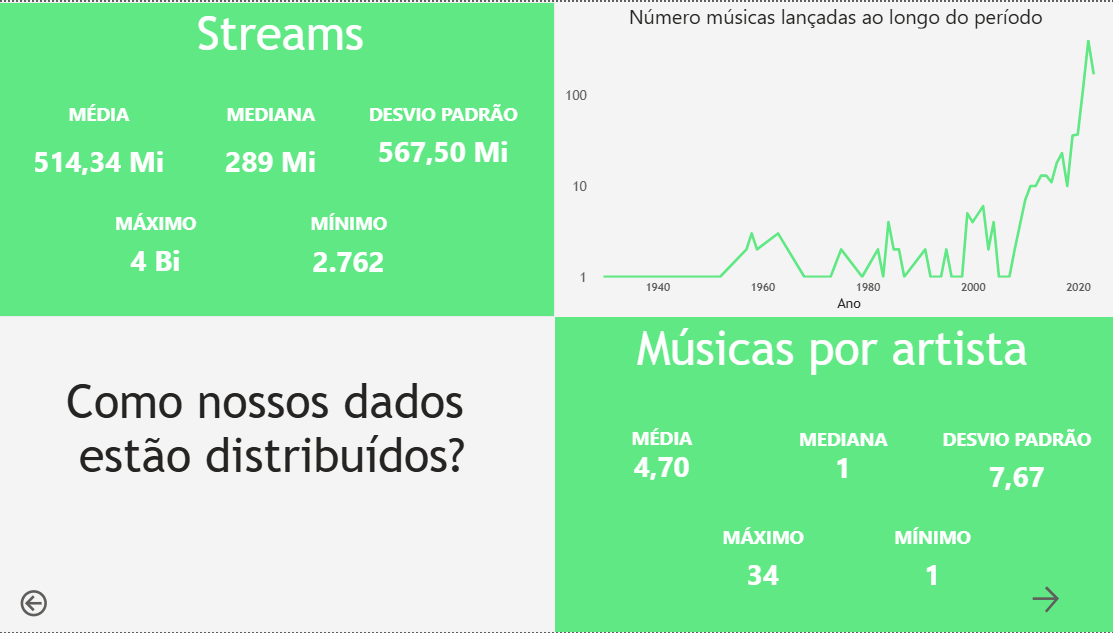 Streams
MÉDIA
514,34 Mi
MEDIANA
289 Mi
DESVIO PADRÃO
567,50 Mi
MÁXIMO
4 Bi
MÍNIMO
2.762
Número músicas lançadas ao longo do período
100
10
1
1940 1960 1980 2000 2020
Ano
Como nossos dados
estão distribuídos?
Músicas por artista
MÉDIA
4,70
MEDIANA
1
DESVIO PADRÃO
7,67
MÁXIMO
34
MÍNIMO
1